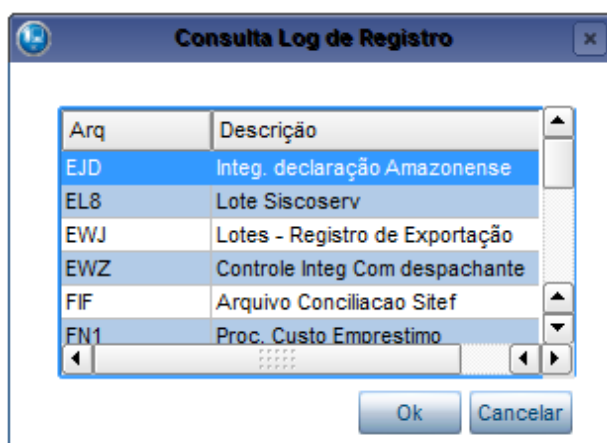 Consulta Log de Registro
Arq Descrição
EJD Integ. declaração Amazonense
EL8 Lote Siscoserv
EWJ Lotes - Registro de Exportação
EWZ Controle Integ Com despachante
FIF Arquivo Conciliacao Sitef
FN1 Proc. Custo Emprestimo
Ok Cancelar